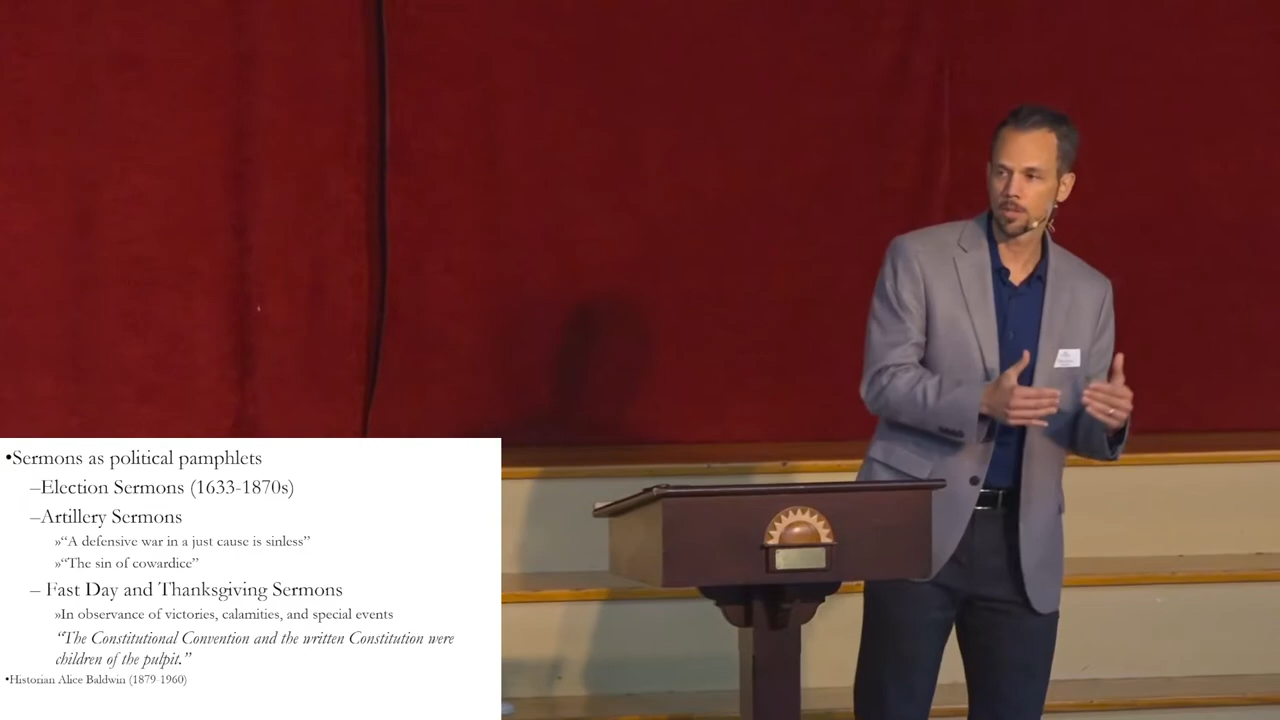 •Sermons as political pamphlets
–Election Sermons (1633-1870s)
–Artillery Sermons
»“A defensive war in a just cause is sinless”
»“The sin of cowardice”
– Fast Day and Thanksgiving Sermons
»In observance of victories, calamities, and special events
“The Constitutional Convention and the written Constitution were
children of the pulpit.”
•Historian Alice Baldwin (1879-1960)